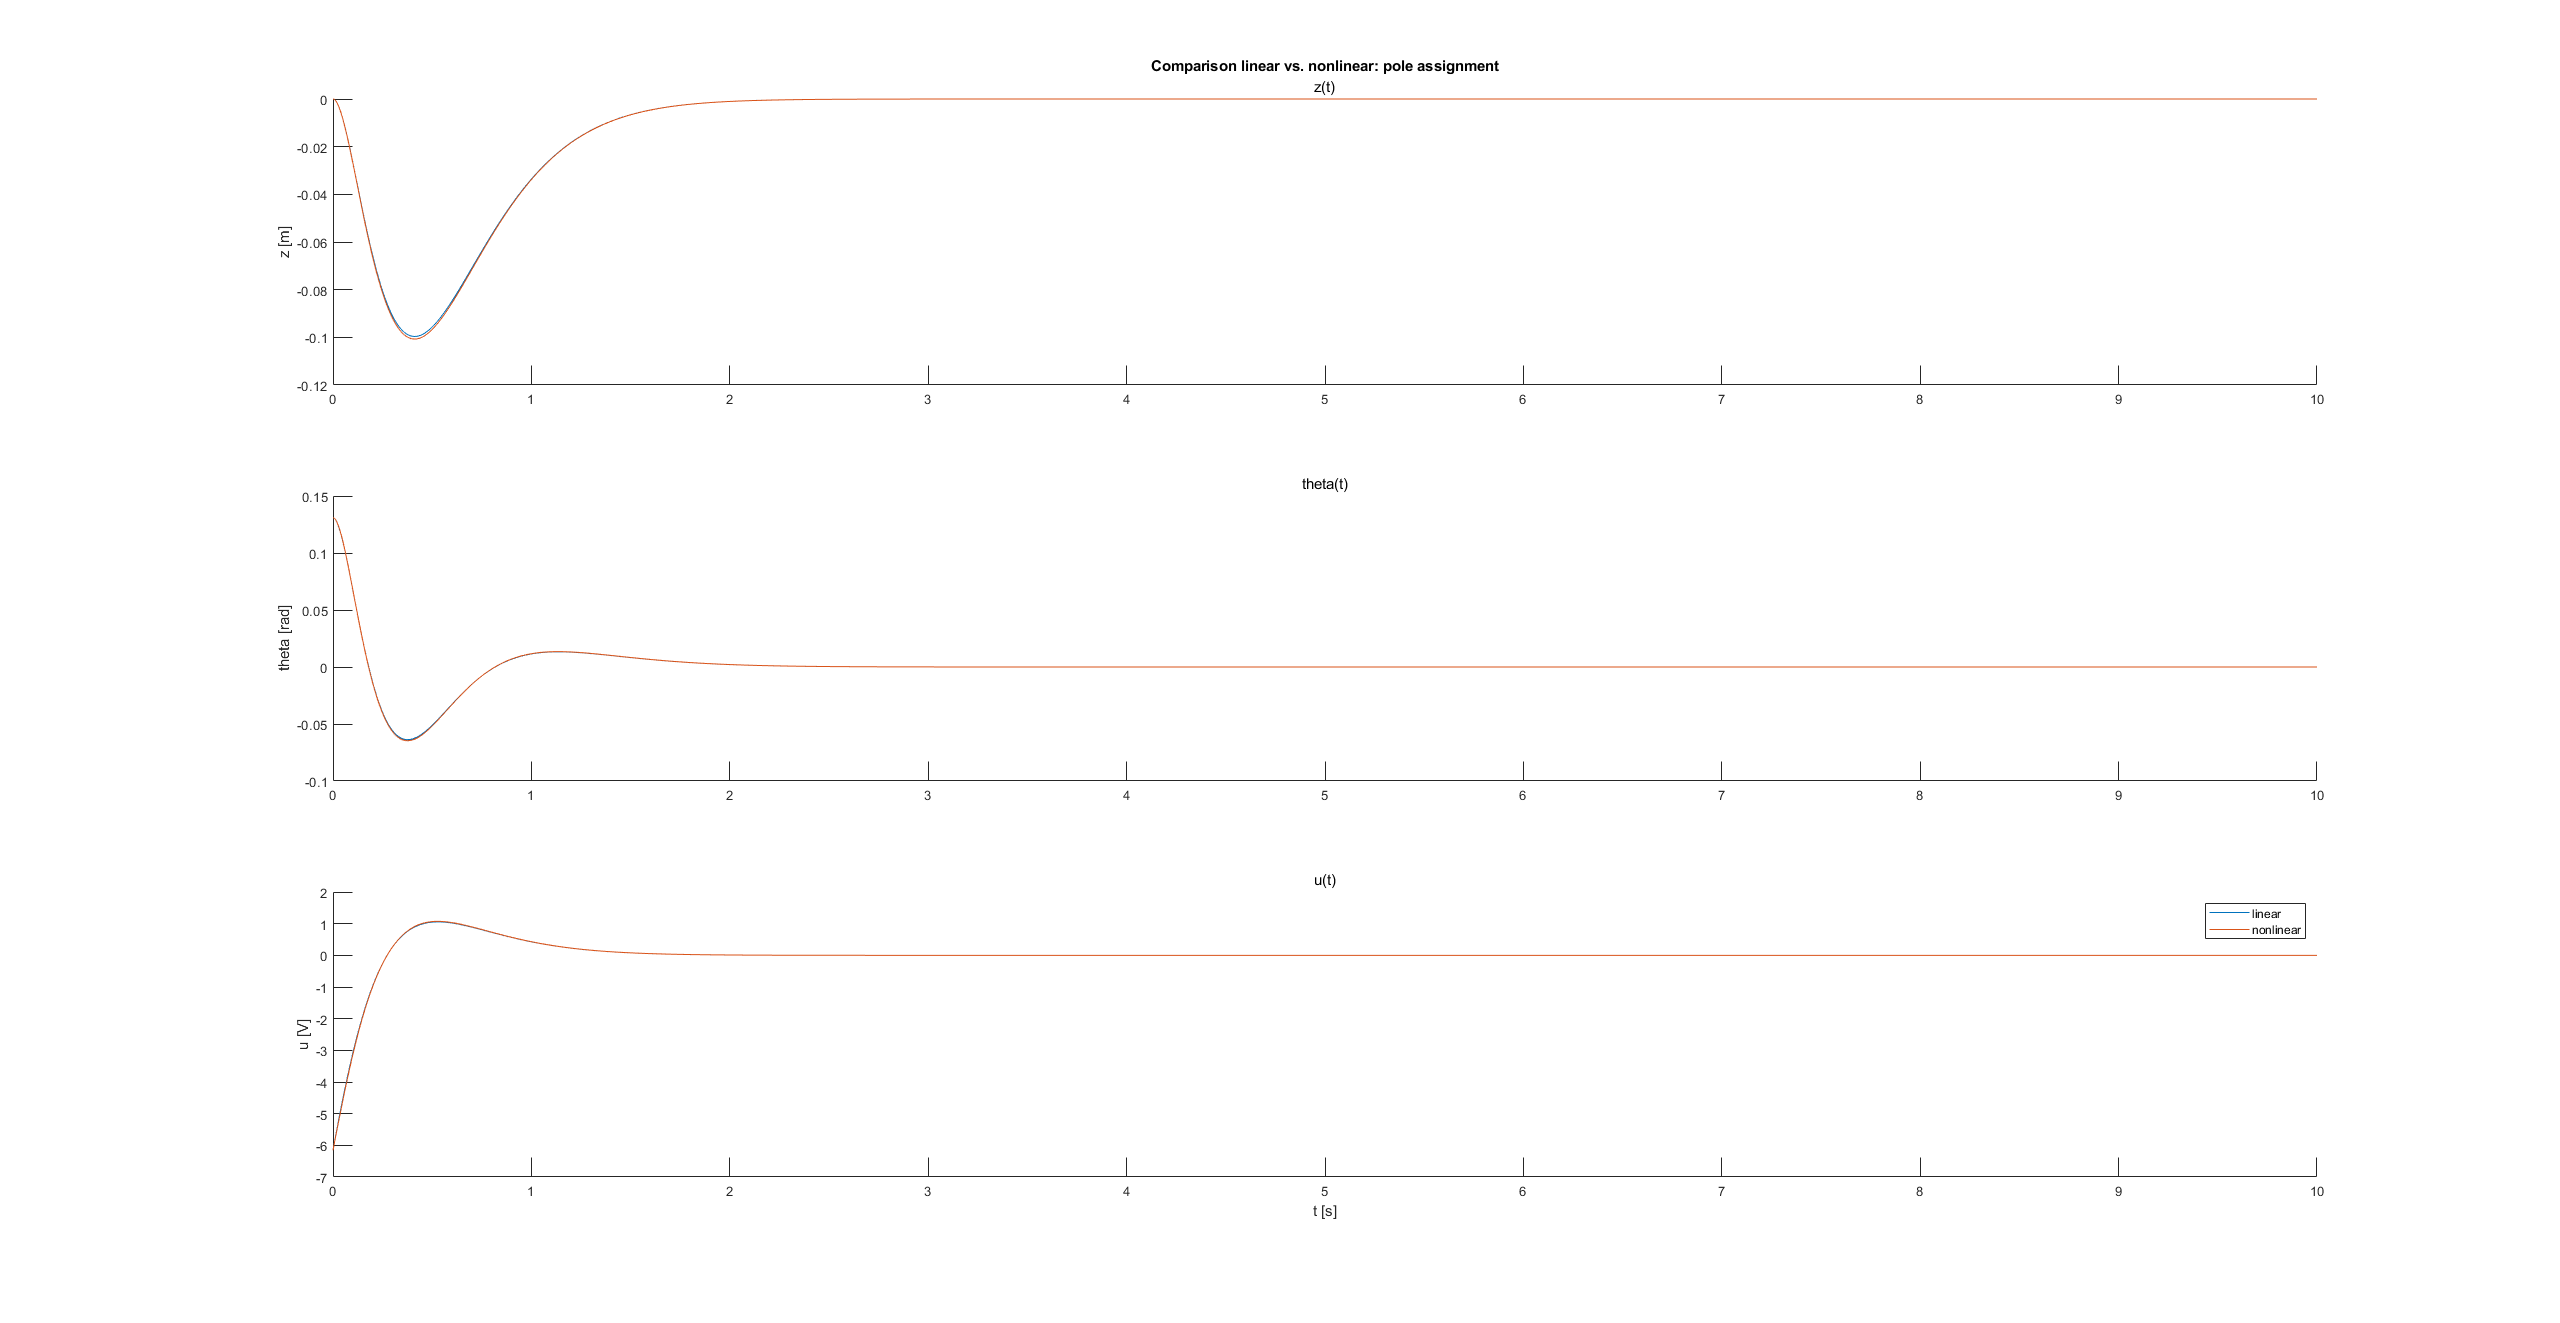 Comparison linear vs. nonlinear: pole assignment
z(t)
0
-0.02
-0.04
-0.06
-0.08
-0.1
-0.12
z [m]
0 1 2 3 4 5 6 7 8 9 10
theta(t)
0.15
0.1
0.05
0
-0.05
-0.1
theta [rad]
0 1 2 3 4 5 6 7 8 9 10
u(t)
2
1
0
-1
-2
-3
-4
-5
-6
-7
u [V]
linear
nonlinear
0 1 2 3 4 5 6 7 8 9 10
t [s]